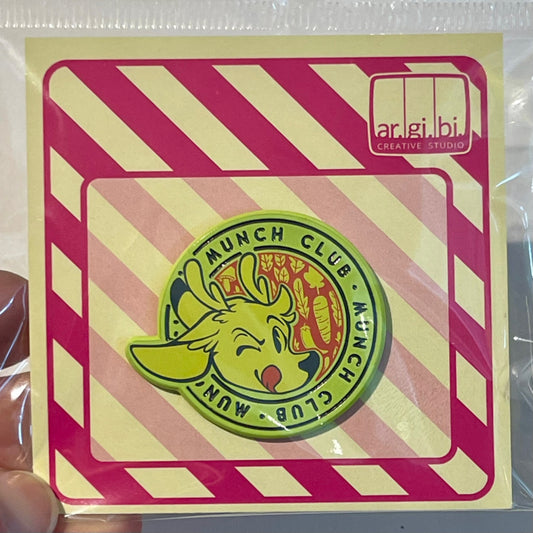 ar.gi.bi.
CREATIVE STUDIO
MUNCH CLUB · MUNCH CLUB · MUN